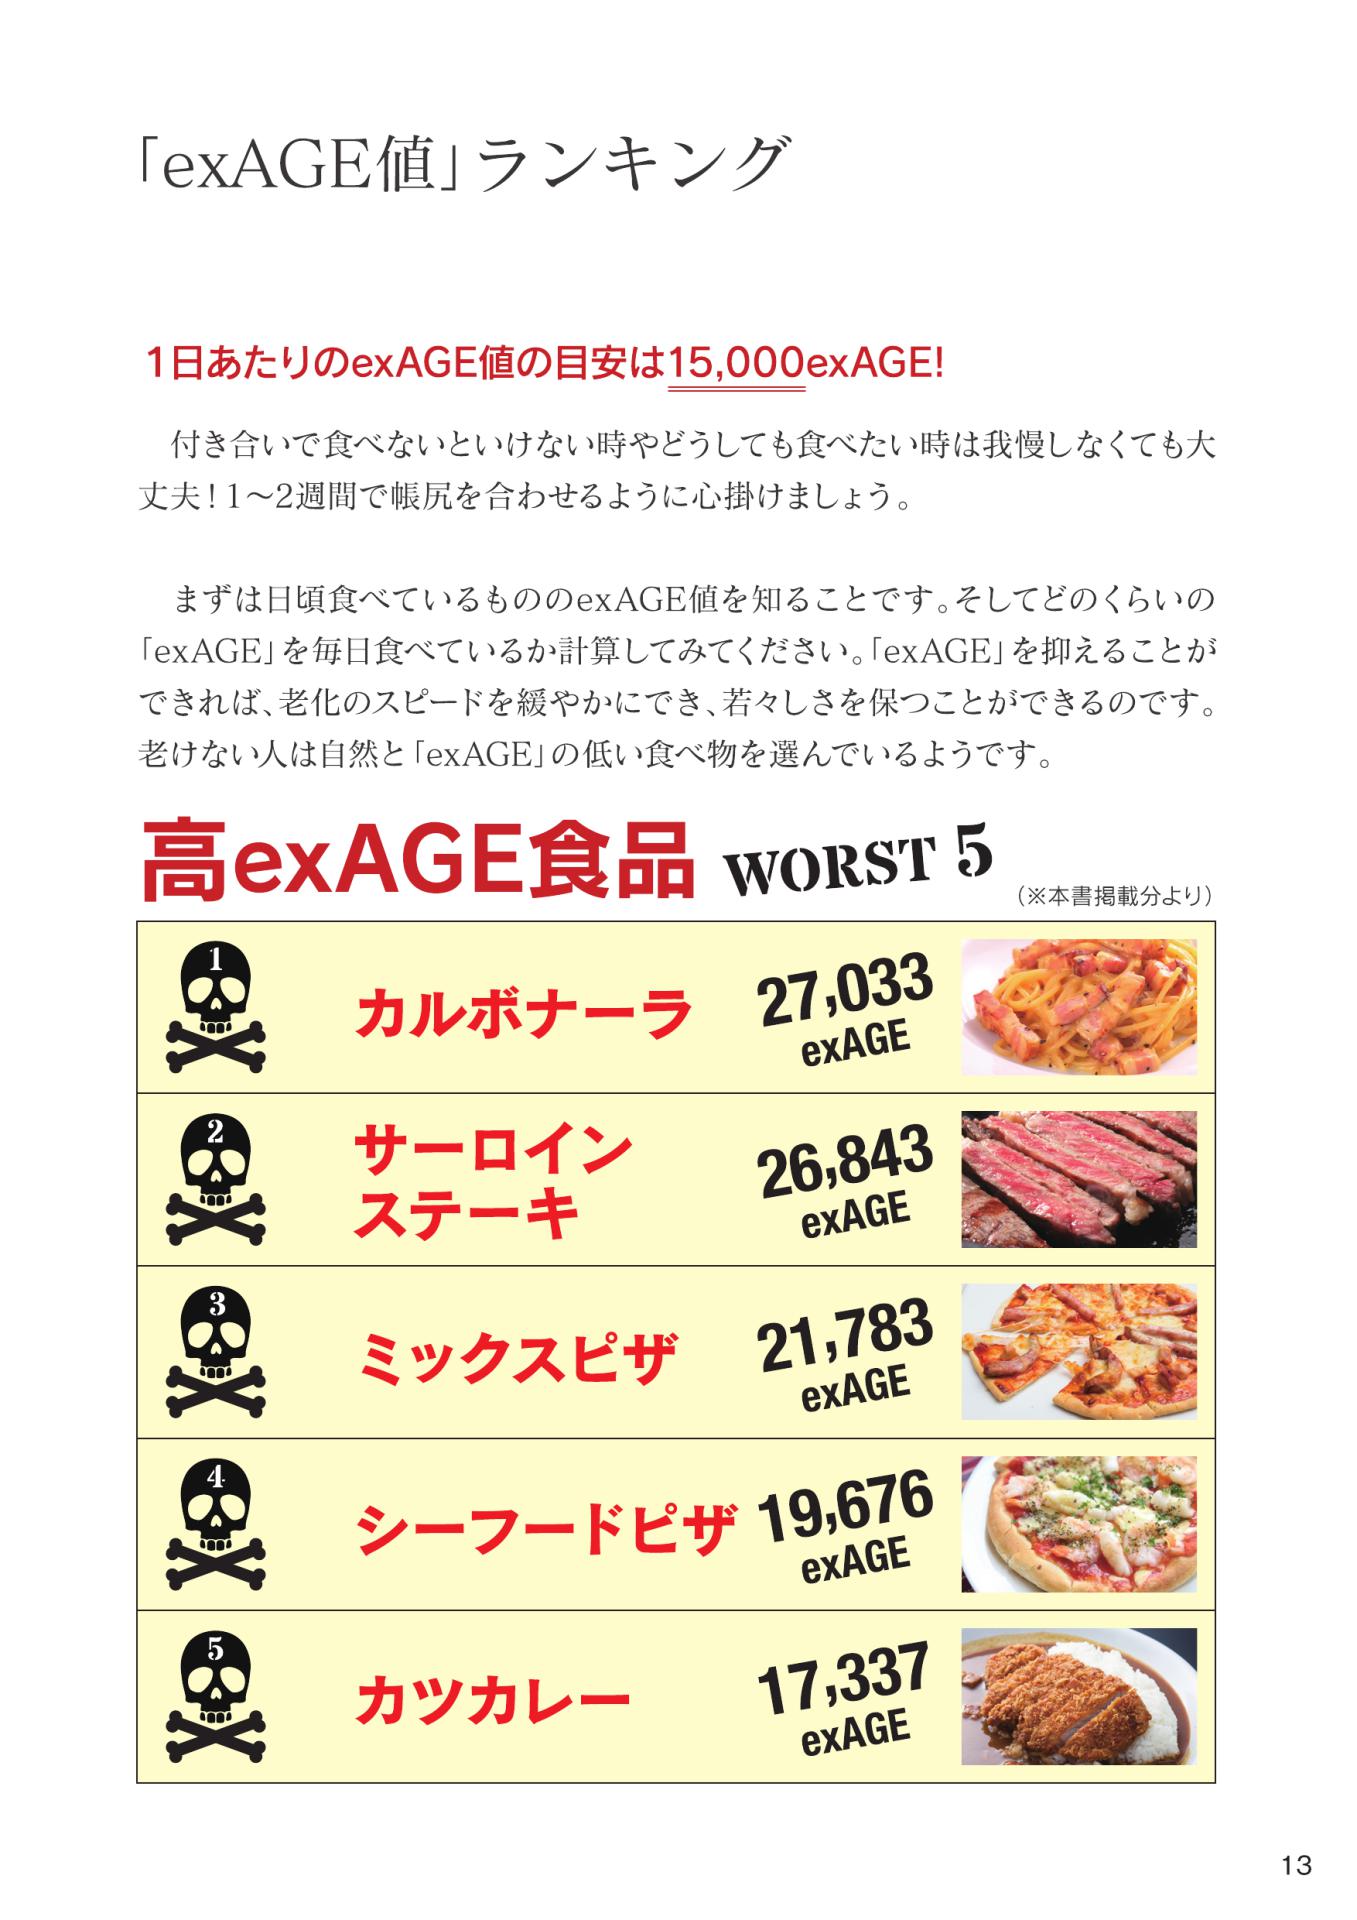 「exAGE値」ランキング
1日あたりのexAGE値の目安は15,000exAGE!
付き合いで食べないといけない時やどうしても食べたい時は我慢しなくても大
丈夫！1〜2週間で帳尻を合わせるように心掛けましょう。
まずは日頃食べているもののexAGE値を知ることです。そしてどのくらいの
「exAGE」を毎日食べているか計算してみてください。「exAGE」を抑えることが
できれば、老化のスピードを緩やかにでき、若々しさを保つことができるのです。
老けない人は自然と「exAGE」の低い食べ物を選んでいるようです。
高exAGE食品 WORST 5
（※本書掲載分より）
1
カルボナーラ
27,033
exAGE
2
サーロイン
ステーキ
26,843
exAGE
3
ミックスピザ
21,783
exAGE
4
シーフードピザ
19,676
exAGE
5
カツカレー
17,337
exAGE
13